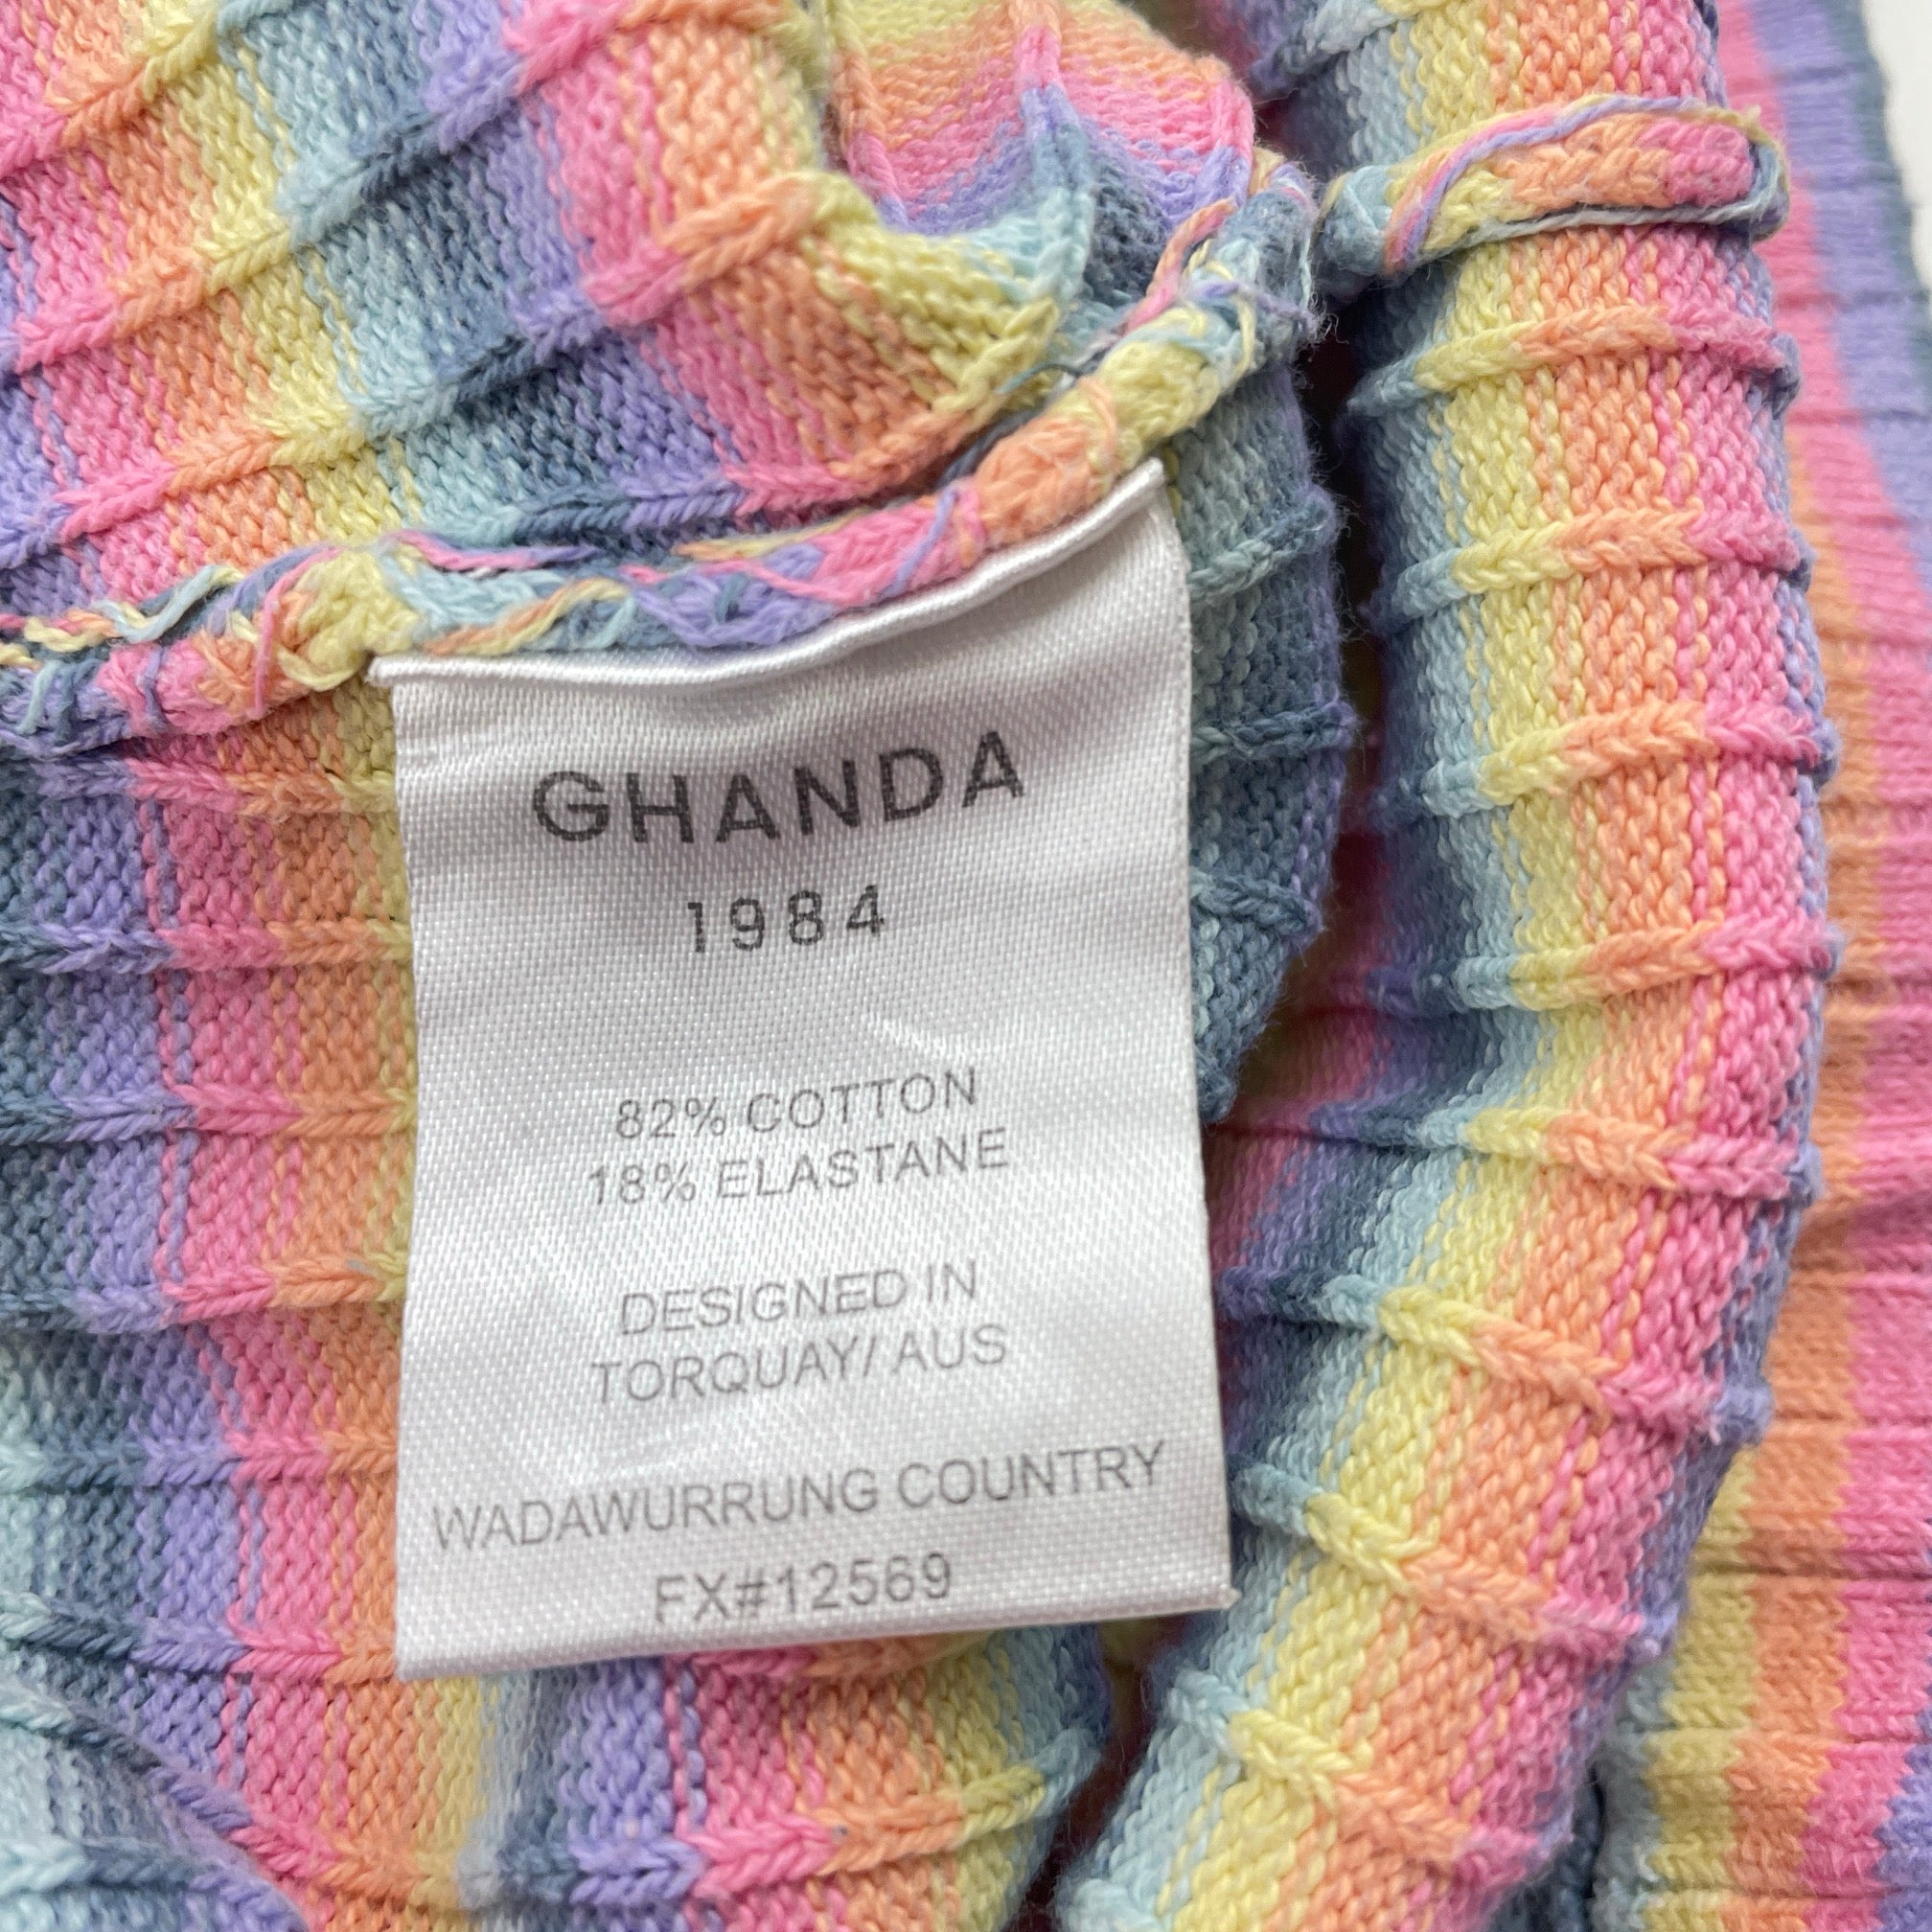 GHANDA
1984
82% COTTON
18% ELASTANE
DESIGNED IN
TORQUAY/ AUS
WADAWURRUNG COUNTRY
FX#12569